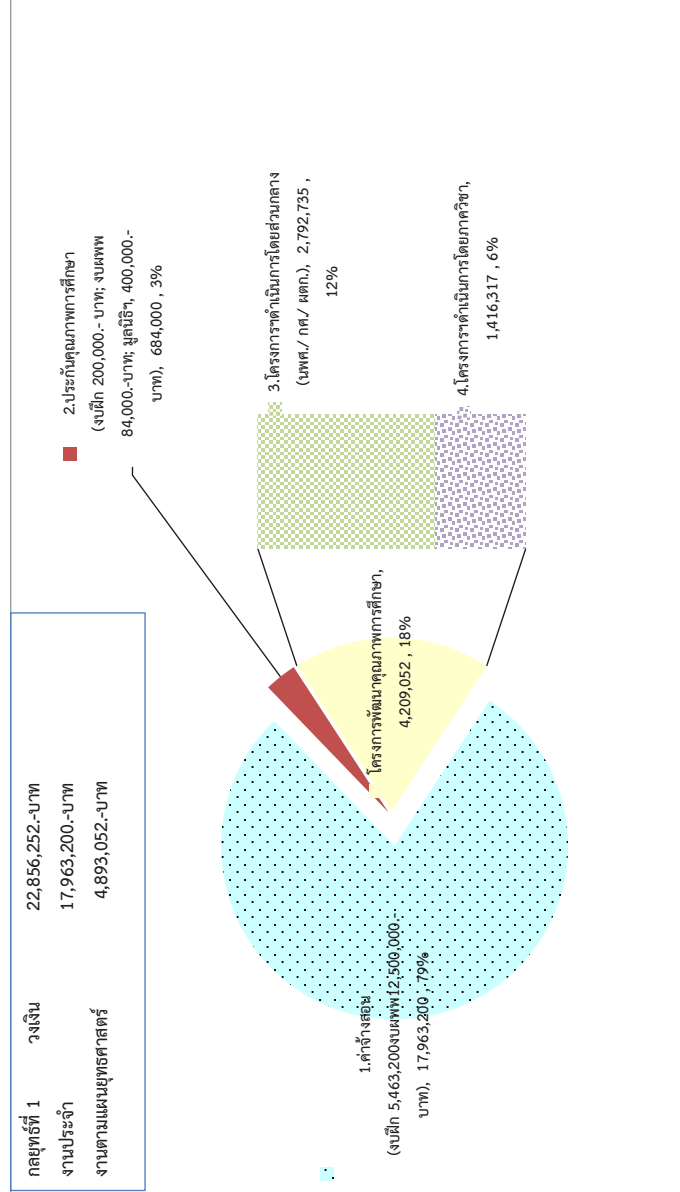 กลยุทธ์ที่ 1 วงเงิน 22,856,252.-บาท
งานประจำ 17,963,200.-บาท
งานตามแผนยุทธศาสตร์ 4,893,052.-บาท
2.ประกันคุณภาพการศึกษา
(งบฝึก 200,000.- บาท; งบผพพ
84,000.-บาท; มูลนิธิฯ, 400,000.-
บาท), 684,000 , 3%
3.โครงการฯดำเนินการโดยส่วนกลาง
(นพศ./ กศ./ ผตก.), 2,792,735 ,
12%
โครงการพัฒนาคุณภาพการศึกษา,
4,209,052 , 18%
4.โครงการฯดำเนินการโดยภาควิชา,
1,416,317 , 6%
1.ค่าจ้างสอน
(งบฝึก 5,463,200งบผพพ12,500,000.-
บาท), 17,963,200 , 79%